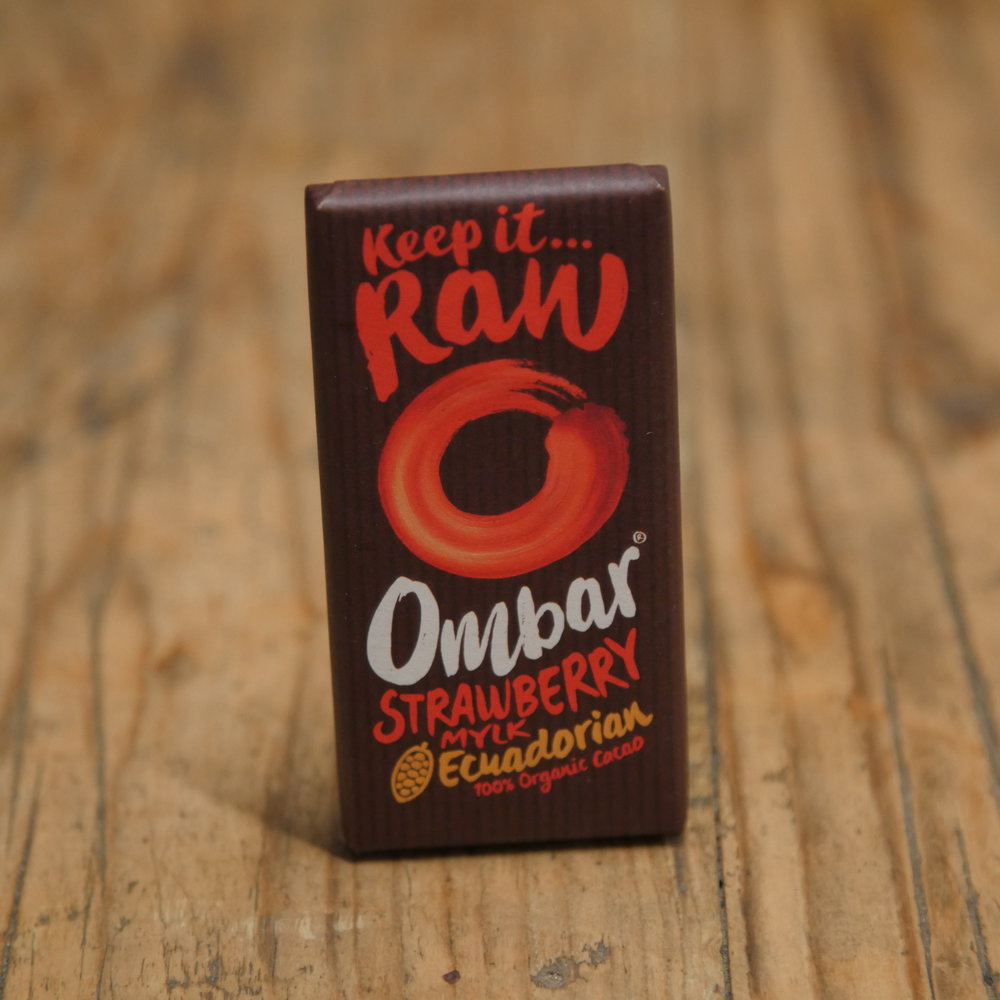 Keep it...
Raw
Ombar®
STRAWBERRY
MYLK
Ecuadorian
100% Organic Cacao